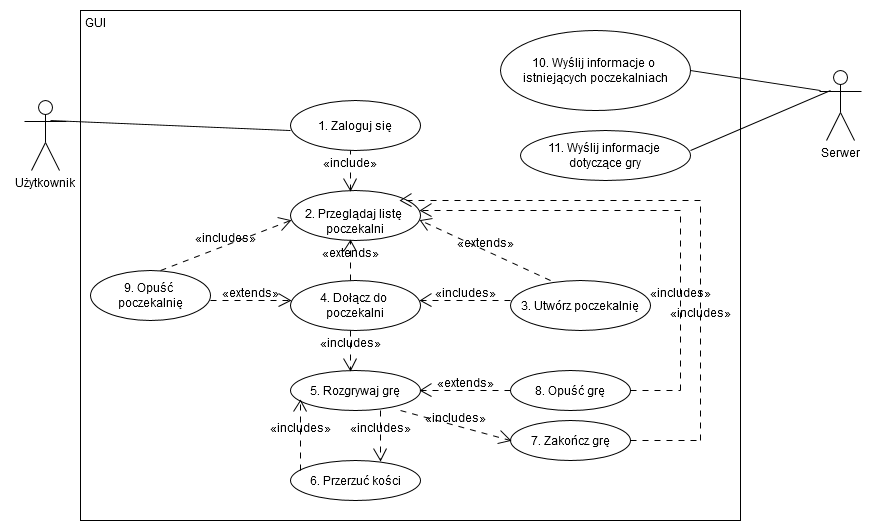 GUI
10. Wyślij informacje o
istniejących poczekalniach
1. Zaloguj się
11. Wyślij informacje
dotyczące gry
Serwer
Użytkownik
«include»
2. Przeglądaj listę
poczekalni
«includes»
«extends»
«extends»
9. Opuść
poczekalnię
«extends»
4. Dołącz do
poczekalni
«includes»
3. Utwórz poczekalnię
«includes»
«includes»
«includes»
5. Rozgrywaj grę
«extends»
8. Opuść grę
«includes»
«includes»
«includes»
7. Zakończ grę
6. Przerzuć kości